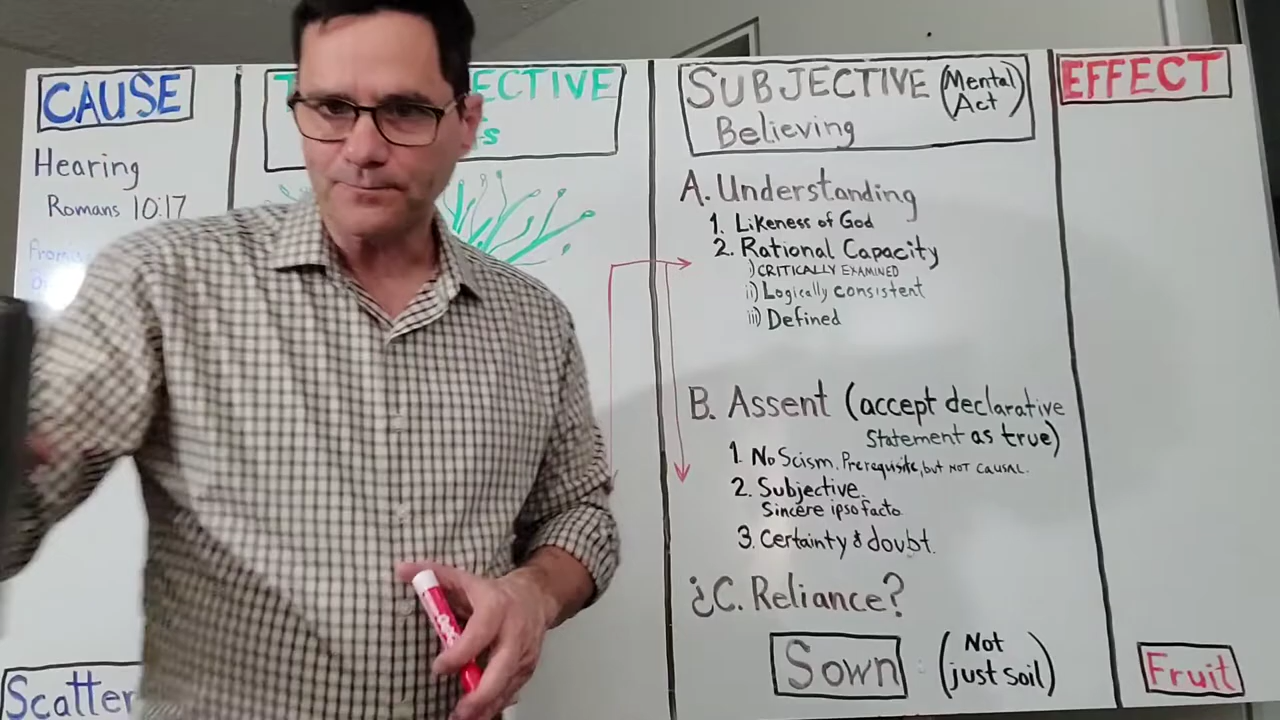 CAUSE
Hearing
Romans 10:17
Scatter
ECTIVE
SUBJECTIVE (Mental Act)
Believing
A. Understanding
1. Likeness of God
2. Rational Capacity
i) CRITICALLY EXAMINED
ii) Logically consistent
iii) Defined
B. Assent (accept declarative
Statement as true)
1. No Scism. Prerequisite, but NOT CAUSAL.
2. Subjective.
Sincere ipso facto
3. Certainty & doubt.
¿C. Reliance?
Sown (Not
just soil)
EFFECT
Fruit